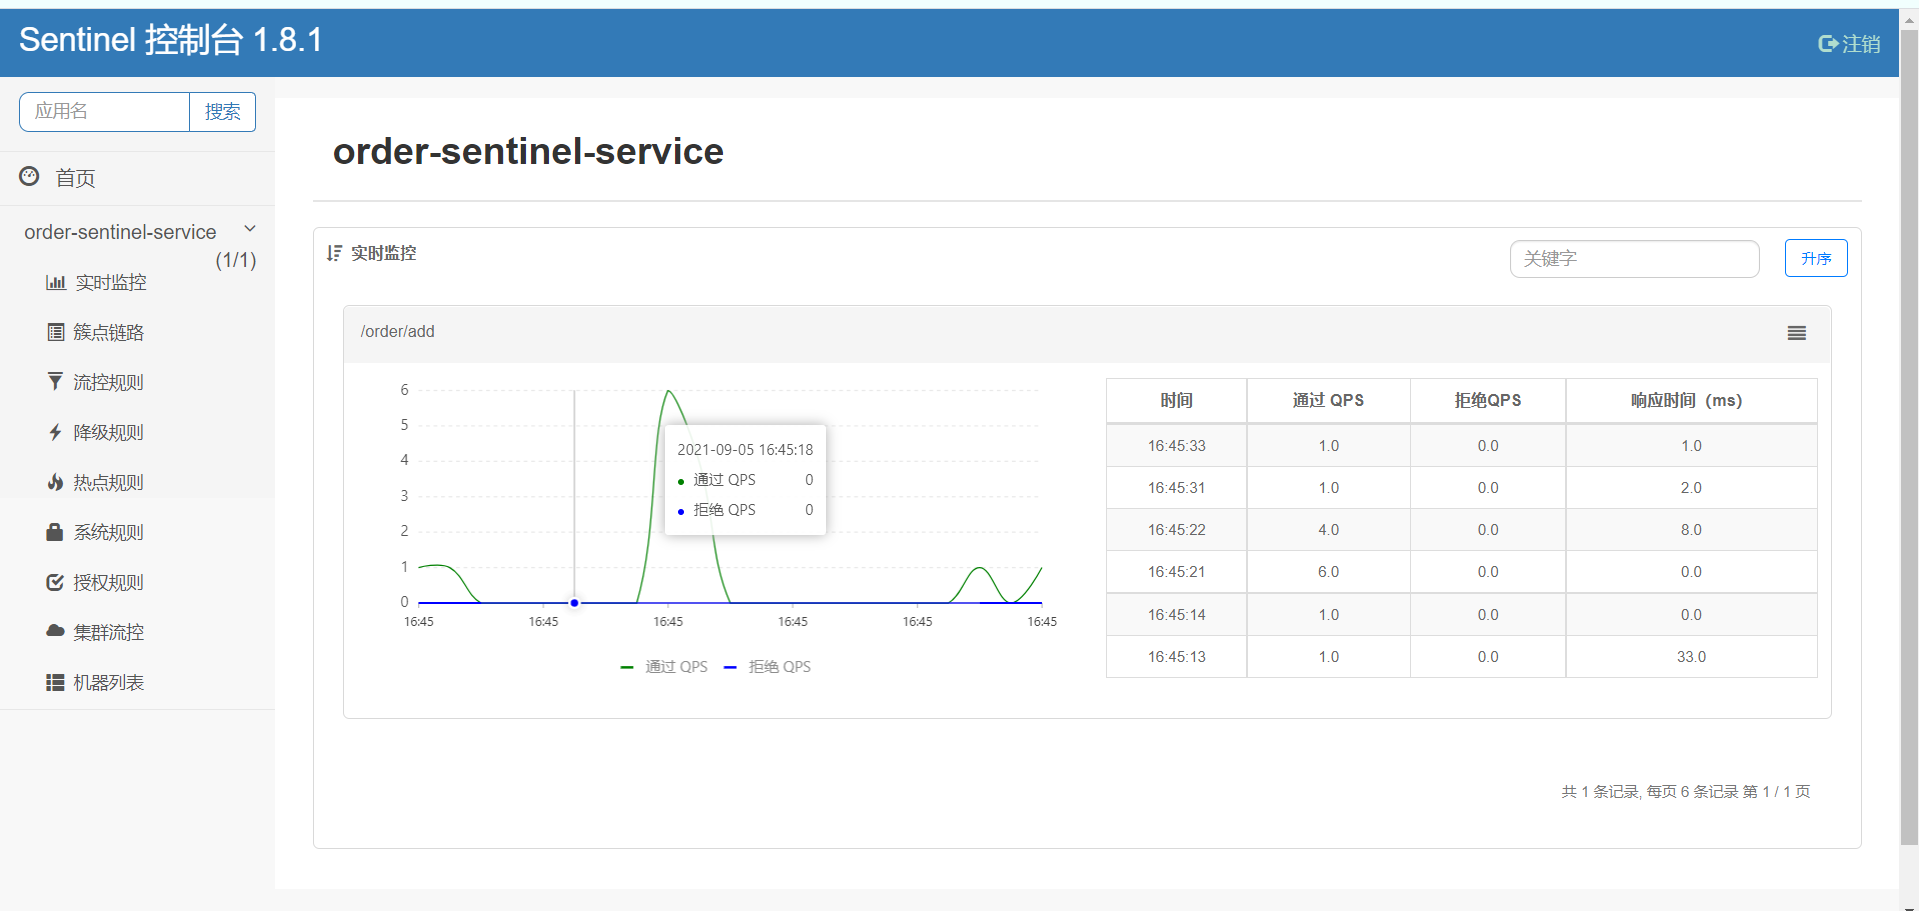 Sentinel 控制台 1.8.1
注销
应用名
搜索
首页
order-sentinel-service
(1/1)
实时监控
簇点链路
流控规则
降级规则
热点规则
系统规则
授权规则
集群流控
机器列表
order-sentinel-service
实时监控
关键字
升序
/order/add
6
5
4
3
2
1
0
16:45 16:45 16:45 16:45 16:45 16:45
2021-09-05 16:45:18
通过 QPS 0
拒绝 QPS 0
通过 QPS 拒绝 QPS
时间 通过 QPS 拒绝QPS 响应时间（ms）
16:45:33 1.0 0.0 1.0
16:45:31 1.0 0.0 2.0
16:45:22 4.0 0.0 8.0
16:45:21 6.0 0.0 0.0
16:45:14 1.0 0.0 0.0
16:45:13 1.0 0.0 33.0
共 1 条记录, 每页 6 条记录 第 1 / 1 页